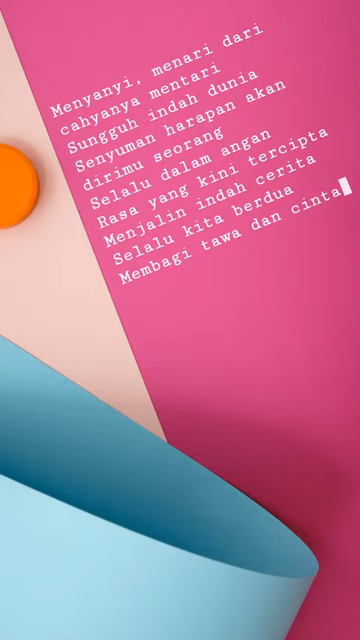 Menyanyi, menari dari
cahyanya mentari
Sungguh indah dunia
Senyuman harapan akan
dirimu seorang
Selalu dalam angan
Rasa yang kini tercipta
Menjalin indah cerita
Selalu kita berdua
Membagi tawa dan cinta